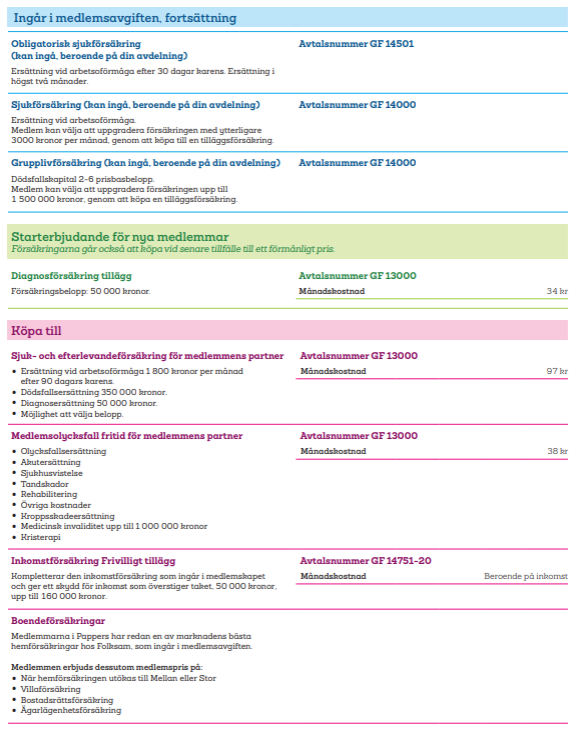 Ingår i medlemsavgiften, fortsättning
Obligatorisk sjukförsäkring
(kan ingå, beroende på din avdelning)
Avtalsnummer GF 14501
Ersättning vid arbetsoförmåga efter 30 dagar karens. Ersättning i
högst två månader.
Sjukförsäkring (kan ingå, beroende på din avdelning)
Avtalsnummer GF 14000
Ersättning vid arbetsoförmåga.
Medlem kan välja att uppgradera försäkringen med ytterligare
3000 kronor per månad, genom att köpa till en tilläggsförsäkring.
Grupplivförsäkring (kan ingå, beroende på din avdelning)
Avtalsnummer GF 14000
Dödsfallskapital 2-6 prisbasbelopp.
Medlem kan välja att uppgradera försäkringen upp till
1 500 000 kronor, genom att köpa en tilläggsförsäkring.
Starterbjudande för nya medlemmar
Försäkringarna går också att köpa vid senare tillfälle till ett förmånligt pris.
Diagnosförsäkring tillägg
Avtalsnummer GF 13000
Försäkringsbelopp: 50 000 kronor.
Månadskostnad 34 kr
Köpa till
Sjuk- och efterlevandeförsäkring för medlemmens partner
Avtalsnummer GF 13000
Månadskostnad 97 kr
• Ersättning vid arbetsoförmåga 1 800 kronor per månad
efter 90 dagars karens.
• Dödsfallsersättning 350 000 kronor.
• Diagnosersättning 50 000 kronor.
• Möjlighet att välja belopp.
Medlemsolycksfall fritid för medlemmens partner
Avtalsnummer GF 13000
Månadskostnad 38 kr
• Olycksfallsersättning
• Akutersättning
• Sjukhusvistelse
• Tandskador
• Rehabilitering
• Övriga kostnader
• Kroppsskadeersättning
• Medicinsk invaliditet upp till 1 000 000 kronor
• Kristerapi
Inkomstförsäkring Frivilligt tillägg
Avtalsnummer GF 14751-20
Månadskostnad Beroende på inkomst
Kompletterar den inkomstförsäkring som ingår i medlemskapet
och ger ett skydd för inkomst som överstiger taket, 50 000 kronor,
upp till 160 000 kronor.
Boendeförsäkringar
Medlemmarna i Pappers har redan en av marknadens bästa
hemförsäkringar hos Folksam, som ingår i medlemsavgiften.
Medlemmen erbjuds dessutom medlemspris på:
• När hemförsäkringen utökas till Mellan eller Stor
• Villaförsäkring
• Bostadsrättsförsäkring
• Ägarlägenhetsförsäkring